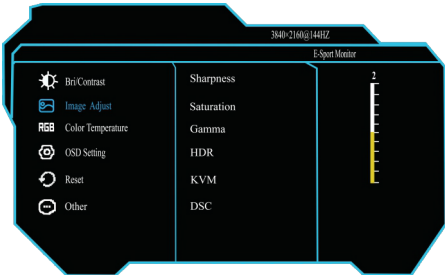 3840×2160@144HZ
E-Sport Monitor
Bri/Contrast
Image Adjust
RGB Color Temperature
OSD Setting
Reset
Other
Sharpness
Saturation
Gamma
HDR
KVM
DSC
2